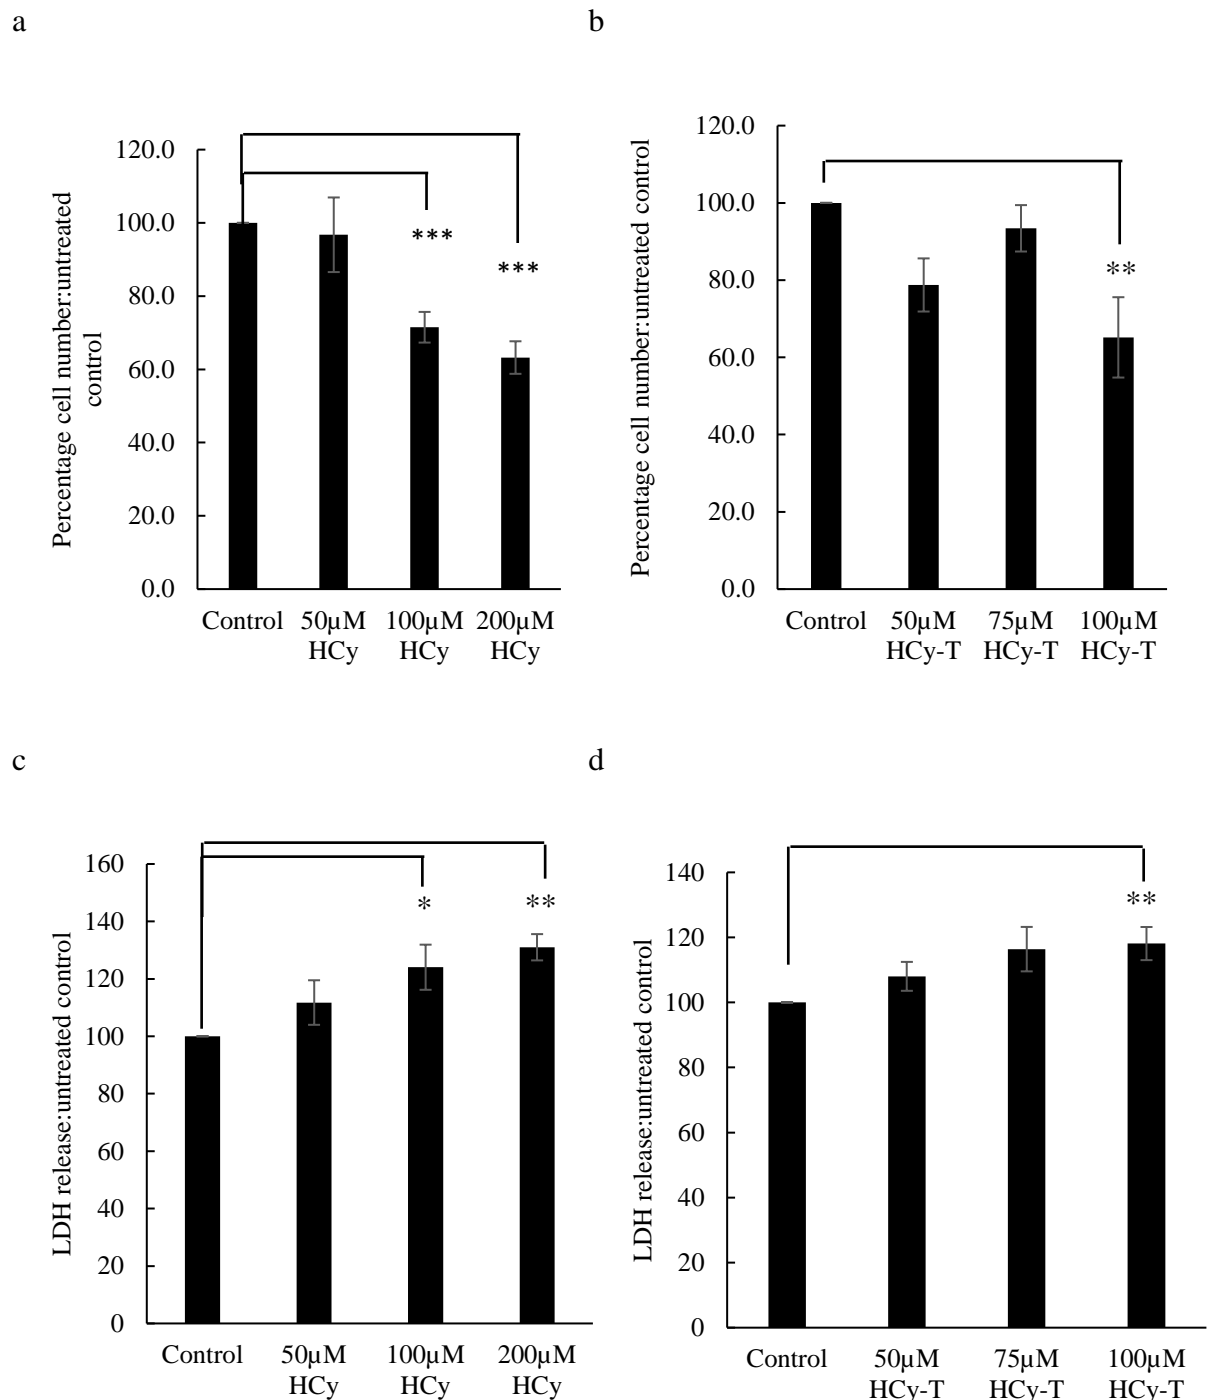 a
Percentage cell number:untreated
control
120.0
100.0
80.0
60.0
40.0
20.0
0.0
***
***
Control
50µM
HCy
100µM
HCy
200µM
HCy
b
Percentage cell number:untreated control
120.0
100.0
80.0
60.0
40.0
20.0
0.0
**
Control
50µM
HCy-T
75µM
HCy-T
100µM
HCy-T
c
LDH release:untreated control
160
140
120
100
80
60
40
20
0
*
**
Control
50µM
HCy
100µM
HCy
200µM
HCy
d
LDH release:untreated control
140
120
100
80
60
40
20
0
**
Control
50µM
HCy-T
75µM
HCy-T
100µM
HCy-T